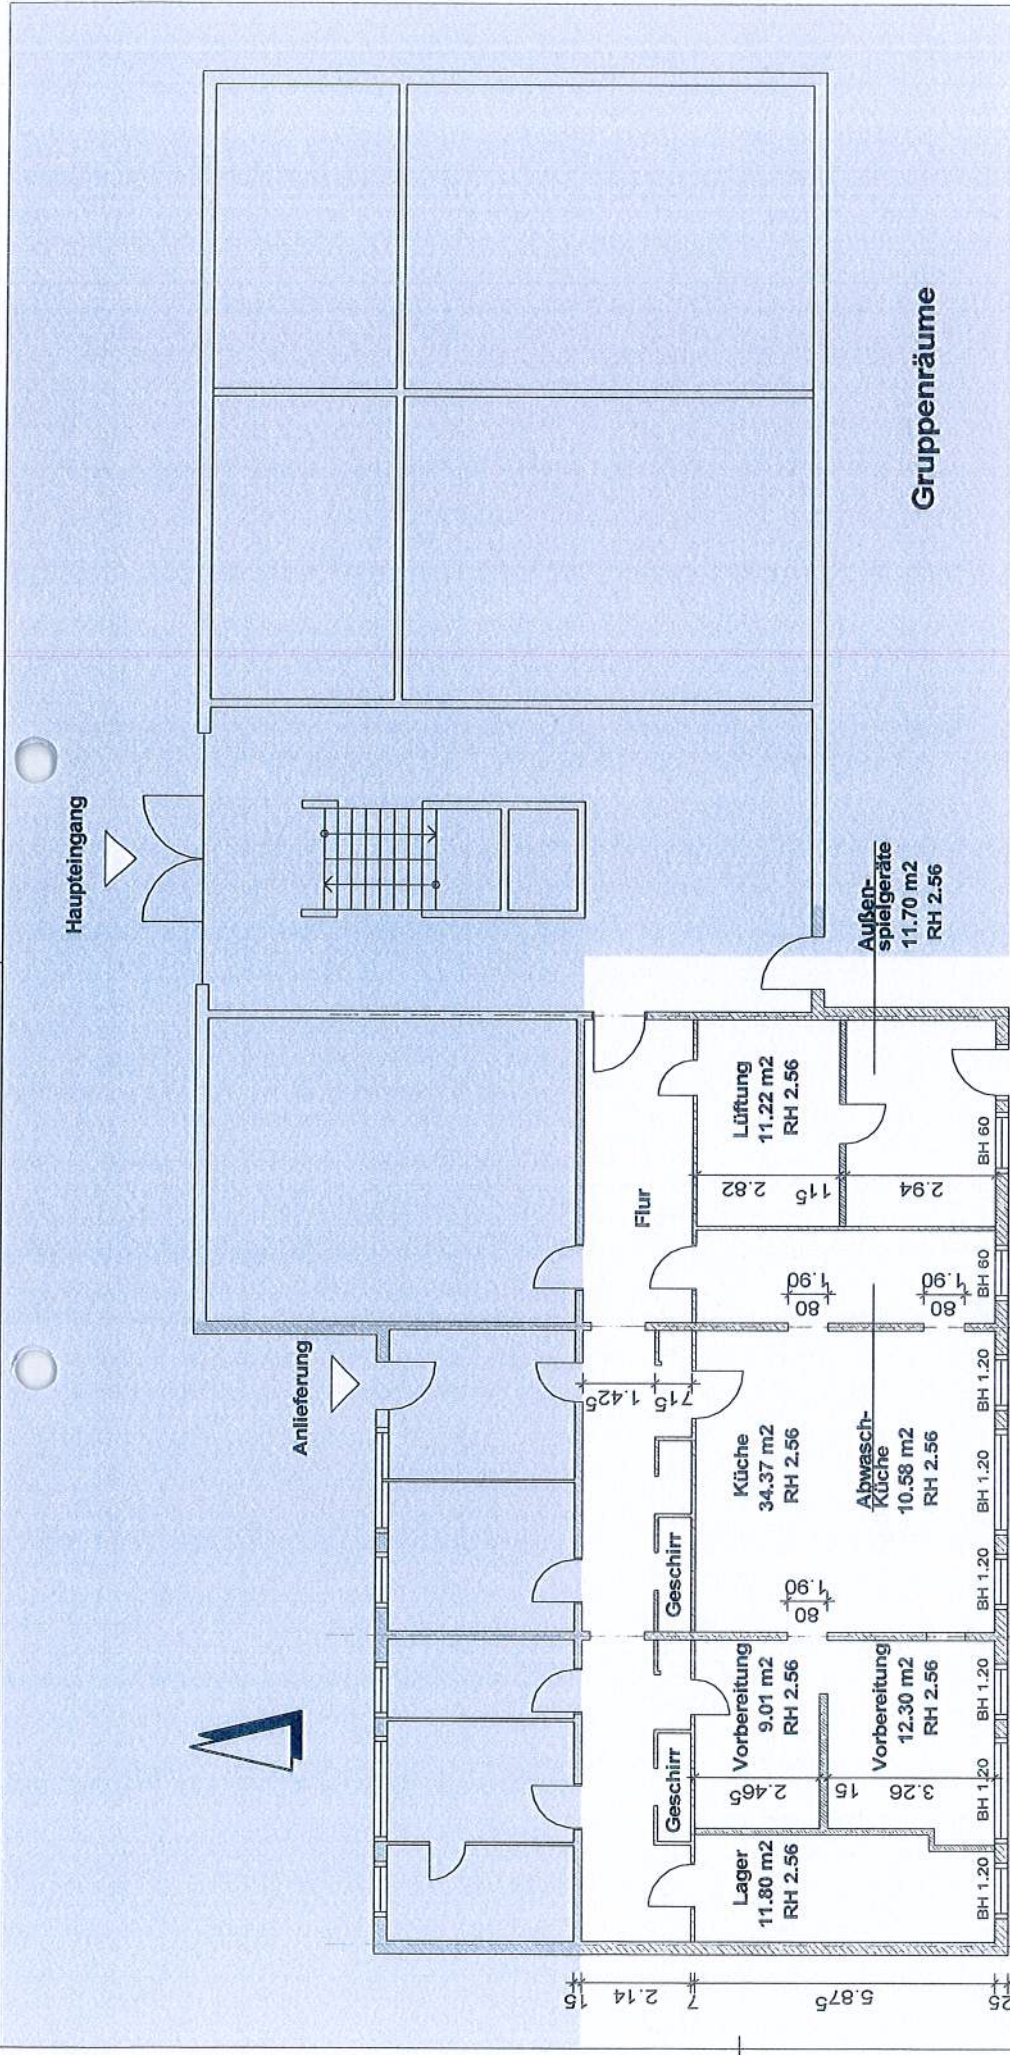 Haupteingang
Anlieferung
Gruppenräume
Außen-
spielgeräte
11.70 m2
RH 2.56
Lüftung
11.22 m2
RH 2.56
2.82
115
2.94
BH 60
Flur
1.90
80
1.90
80
BH 60
1.425
715
Küche
34.37 m2
RH 2.56
Abwasch-
Küche
10.58 m2
RH 2.56
BH 1.20
BH 1.20
BH 1.20
Geschirr
1.90
80
Vorbereitung
9.01 m2
RH 2.56
Vorbereitung
12.30 m2
RH 2.56
BH 1.20
BH 1.20
Geschirr
2.465
15
3.26
Lager
11.80 m2
RH 2.56
BH 1.20
15
2.14
7
5.875
25